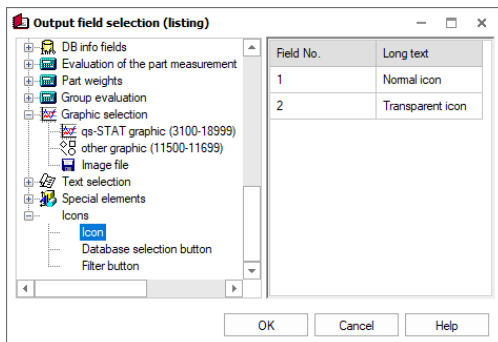 Output field selection (listing)
DB info fields
Evaluation of the part measurement
Part weights
Group evaluation
Graphic selection
qs-STAT graphic (3100-18999)
other graphic (11500-11699)
Image file
Text selection
Special elements
Icons
Icon
Database selection button
Filter button
Field No. Long text
1 Normal icon
2 Transparent icon
OK Cancel Help